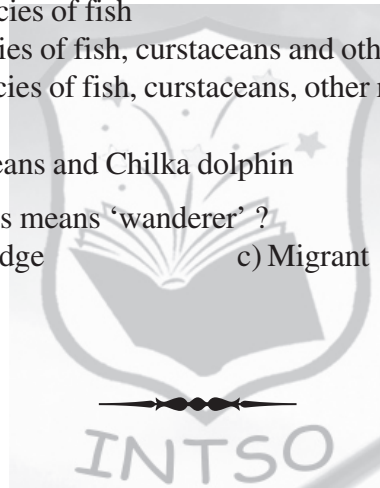 cies of fish
ies of fish, curstaceans and oth
cies of fish, curstaceans, other
eans and Chilka dolphin
s means ‘wanderer’ ?
dge c) Migrant
INTSO